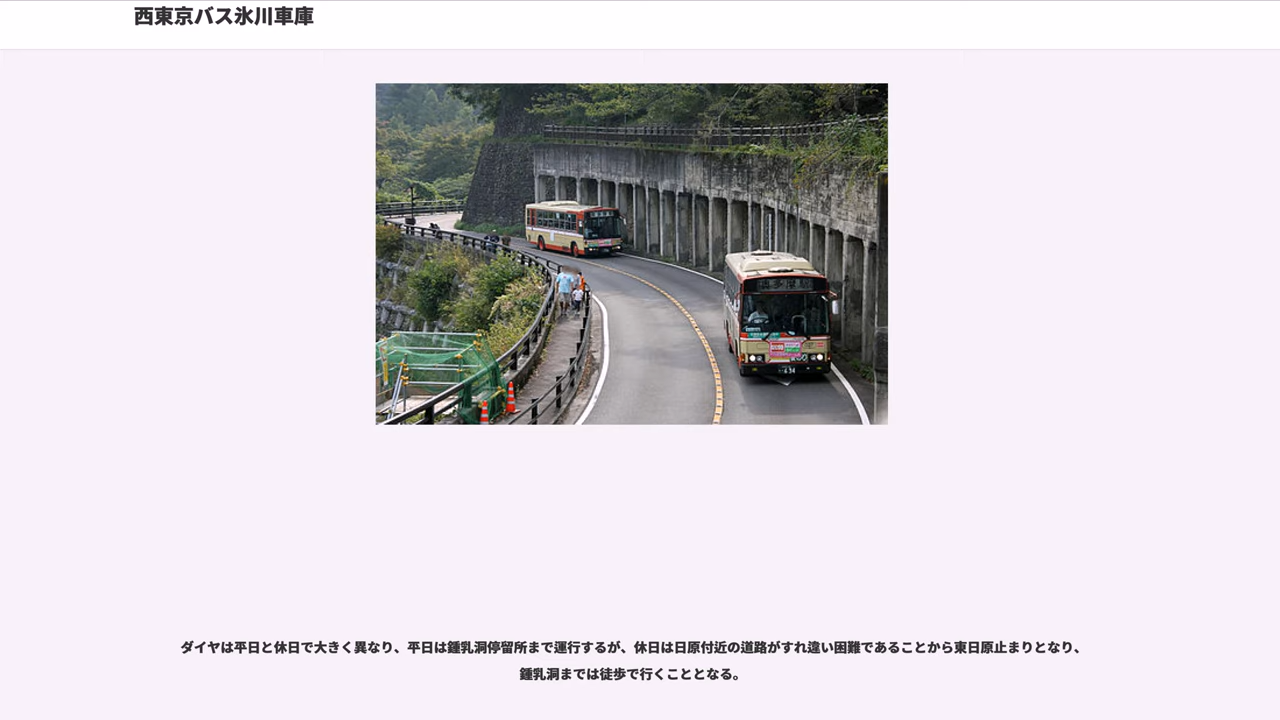 西東京バス氷川車庫
奥多摩駅
ダイヤは平日と休日で大きく異なり、平日は鍾乳洞停留所まで運行するが、休日は日原付近の道路がすれ違い困難であることから東日原止まりとなり、
鍾乳洞までは徒歩で行くこととなる。